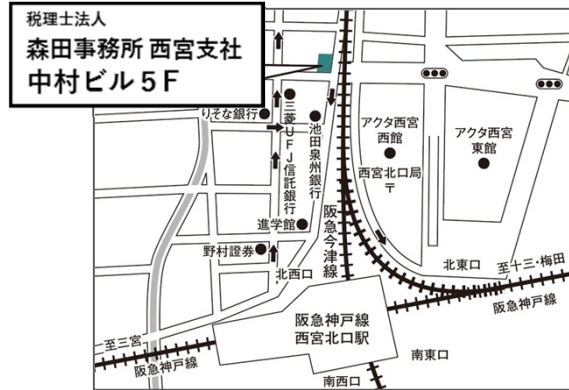 税理士法人
森田事務所 西宮支社
中村ビル5F
りそな銀行
三菱UFJ信託銀行
池田泉州銀行
アクタ西宮
西館
アクタ西宮
東館
西宮北口局
〒
進学館
阪急今津線
野村證券
北西口
北東口
至十三・梅田
阪急神戸線
阪急神戸線
西宮北口駅
至三宮
阪急神戸線
南東口
南西口